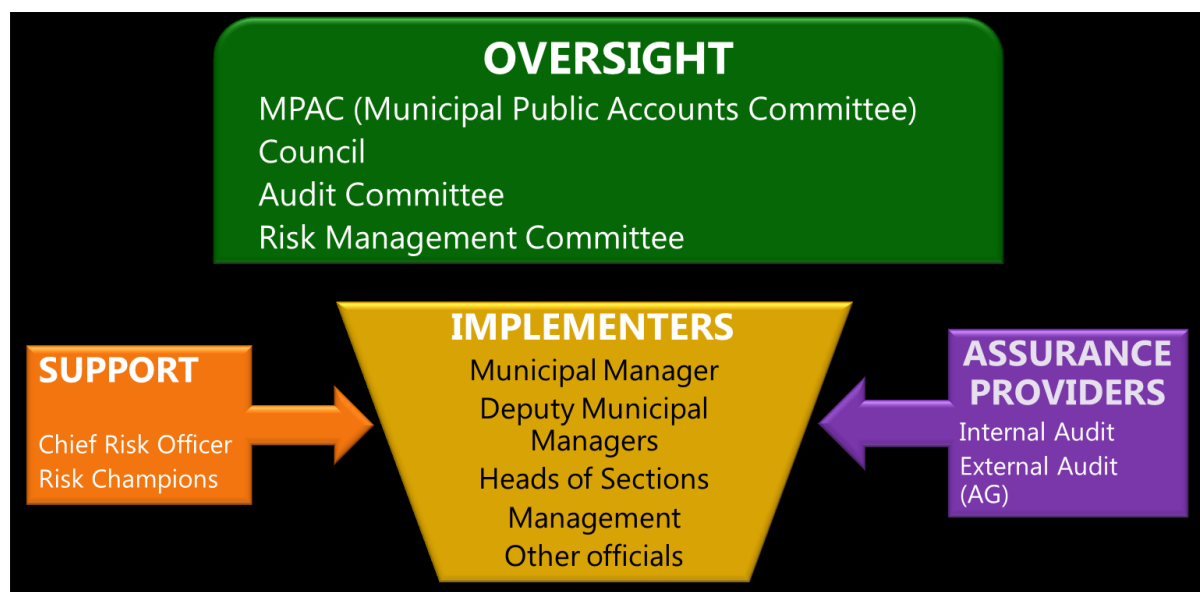 OVERSIGHT
MPAC (Municipal Public Accounts Committee)
Council
Audit Committee
Risk Management Committee
SUPPORT
Chief Risk Officer
Risk Champions
IMPLEMENTERS
Municipal Manager
Deputy Municipal
Managers
Heads of Sections
Management
Other officials
ASSURANCE
PROVIDERS
Internal Audit
External Audit
(AG)